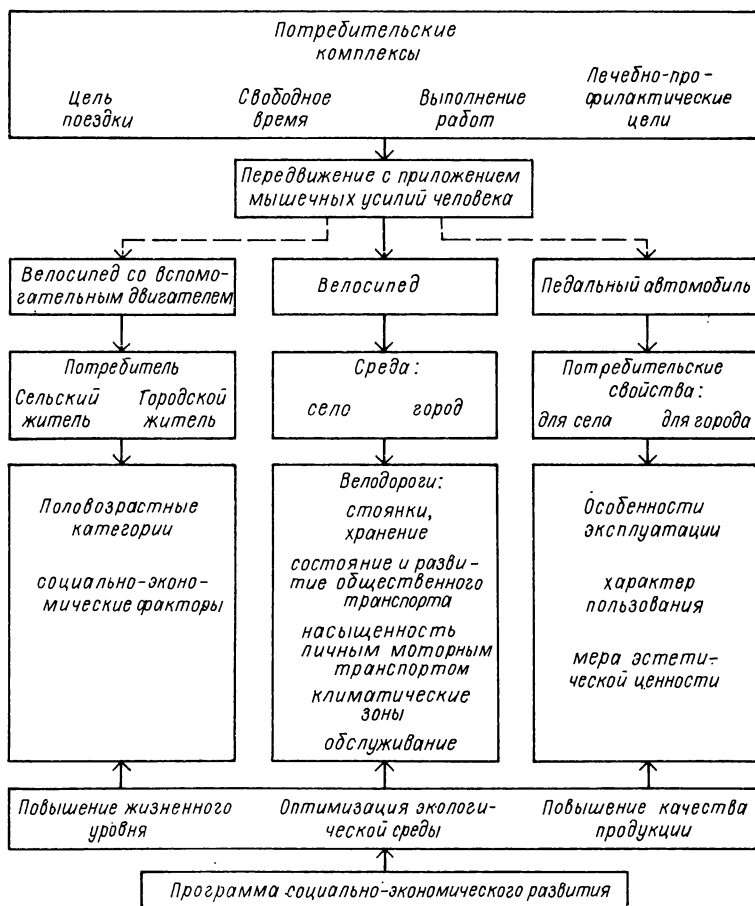 Потребительские
комплексы
Цель
поездки
Свободное
время
Выполнение
работ
Лечебно-про-
филактические
цели
Передвижение с приложением
мышечных усилий человека
Велосипед со вспомо-
гательным двигателем
Велосипед
Педальный автомобиль
Потребитель
Сельский
житель
Городской
житель
Среда:
село
город
Потребительские
свойства:
для села
для города
Половозрастные
категории
социально-эконо-
мические факторы
Велодороги:
стоянки,
хранение
состояние и разви-
тие общественного
транспорта
насыщенность
личным моторным
транспортом
климатические
зоны
обслуживание
Особенности
эксплуатации
характер
пользования
мера эстети-
ческой ценности
Повышение жизненного
уровня
Оптимизация экологи-
ческой среды
Повышение качества
продукции
Программа социально-экономического развития